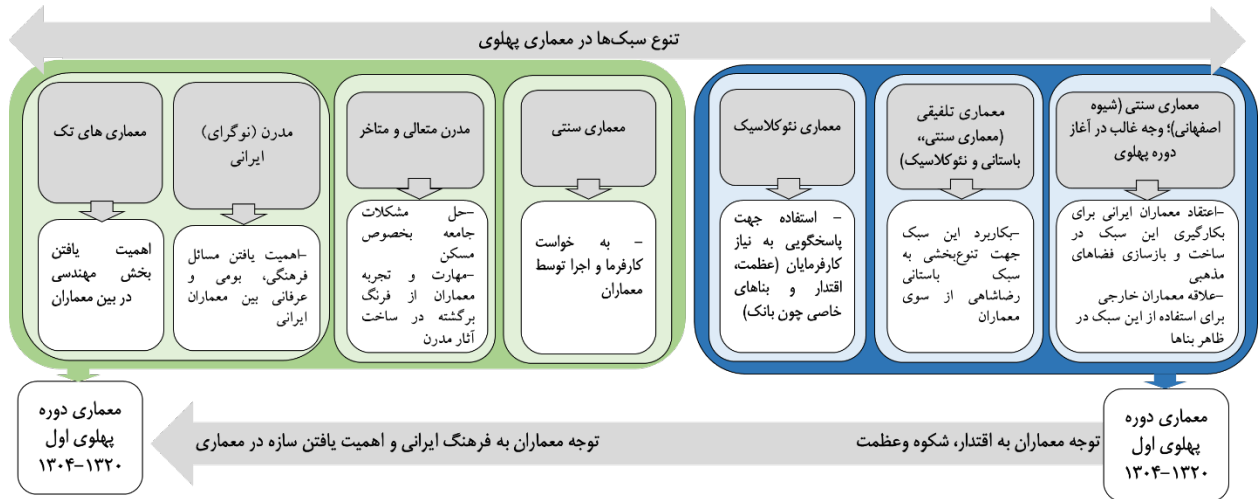 تنوع سبک‌ها در معماری پهلوی
معماری سنتی (شیوه
اصفهانی)؛ وجه غالب در آغاز
دوره پهلوی
–اعتقاد معماران ایرانی برای
بکارگیری این سبک در
ساخت و بازسازی فضاهای
مذهبی
–علاقه معماران خارجی
برای استفاده از این سبک در
ظاهر بناها
معماری تلفیقی
(معماری سنتی،،
باستانی و نئوکلاسیک)
–بکاربرد این سبک
جهت تنوع‌بخشی به
سبک باستانی
رضاشاهی از سوی
معماران
معماری نئوکلاسیک
– استفاده جهت
پاسخگویی به نیاز
کارفرمایان (عظمت،
اقتدار و بناهای
خاصی چون بانک)
معماری سنتی
– به خواست
کارفرما و اجرا توسط
معماران
مدرن متعالی و متاخر
–حل مشکلات
جامعه بخصوص
مسکن
–مهارت و تجربه
معماران از فرنگ
برگشته در ساخت
آثار مدرن
مدرن (نوگرای)
ایرانی
–اهمیت یافتن مسائل
فرهنگی، بومی و
عرفانی بین معماران
ایرانی
معماری های تک
اهمیت یافتن
بخش مهندسی
در بین معماران
معماری دوره
پهلوی اول
۱۳۰۴–۱۳۲۰
توجه معماران به اقتدار، شکوه وعظمت
توجه معماران به فرهنگ ایرانی و اهمیت یافتن سازه در معماری
معماری دوره
پهلوی اول
۱۳۰۴–۱۳۲۰